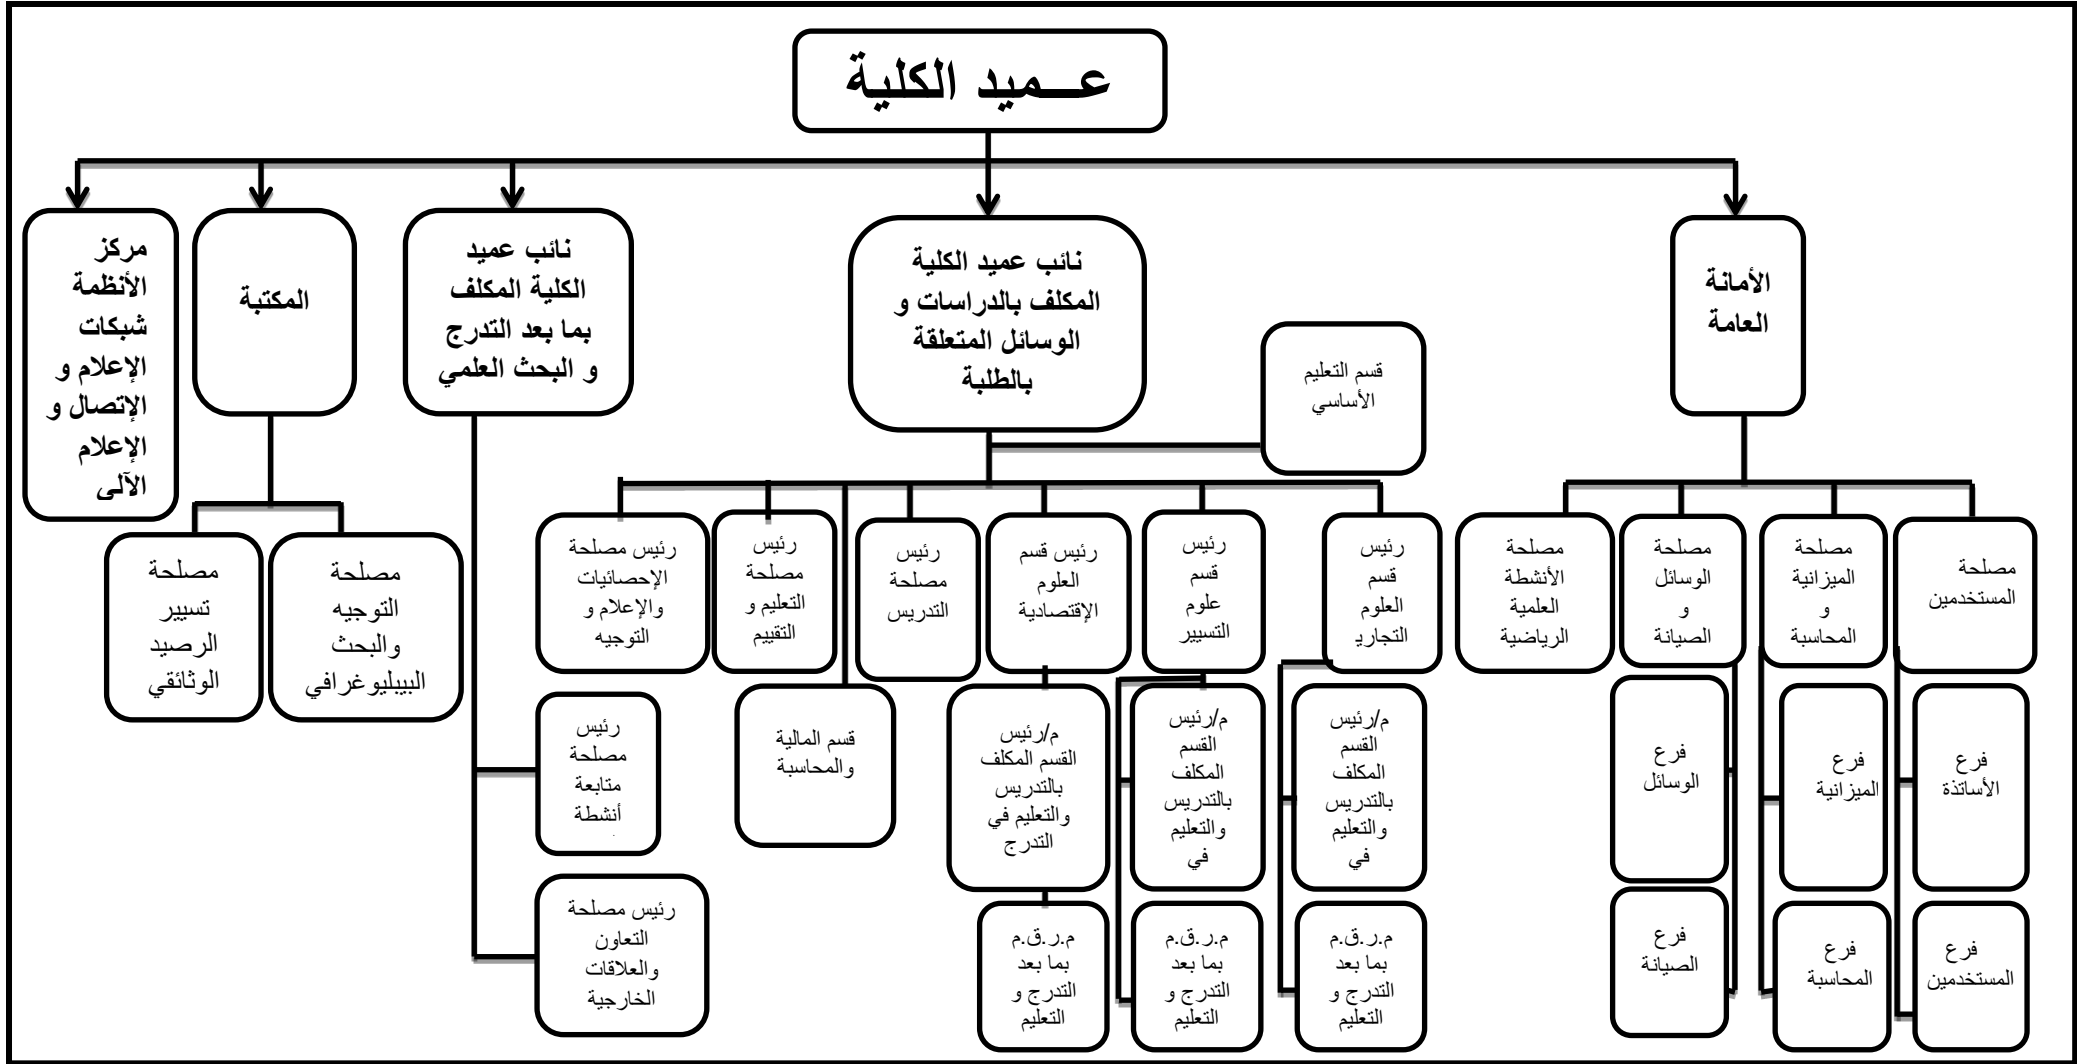 عـــميد الكلية
الأمانة
العامة
نائب عميد الكلية
المكلف بالدراسات و
الوسائل المتعلقة
بالطلبة
نائب عميد
الكلية المكلف
بما بعد التدرج
و البحث العلمي
المكتبة
مركز
الأنظمة
شبكات
الإعلام و
الإتصال و
الإعلام
الآلي
قسم التعليم
الأساسي
مصلحة
المستخدمين
مصلحة
الميزانية
و
المحاسبة
مصلحة
الوسائل
و
الصيانة
مصلحة
الأنشطة
العلمية
الرياضية
رئيس
قسم
العلوم
التجاريـ
رئيس
قسم
علوم
التسيير
رئيس قسم
العلوم
الإقتصادية
رئيس
مصلحة
التدريس
رئيس
مصلحة
التعليم و
التقييم
رئيس مصلحة
الإحصائيات
والإعلام و
التوجيه
مصلحة
التوجيه
والبحث
البيبليوغرافي
مصلحة
تسيير
الرصيد
الوثائقي
فرع
الأساتذة
فرع
الميزانية
فرع
الوسائل
م/رئيس
القسم
المكلف
بالتدريس
والتعليم
في
م/رئيس
القسم
المكلف
بالتدريس
والتعليم
في
م/رئيس
القسم المكلف
بالتدريس
والتعليم في
التدرج
قسم المالية
والمحاسبة
رئيس
مصلحة
متابعة
أنشطة
فرع
المستخدمين
فرع
المحاسبة
فرع
الصيانة
م.ر.ق.م
بما بعد
التدرج و
التعليم
م.ر.ق.م
بما بعد
التدرج و
التعليم
م.ر.ق.م
بما بعد
التدرج و
التعليم
رئيس مصلحة
التعاون
والعلاقات
الخارجية